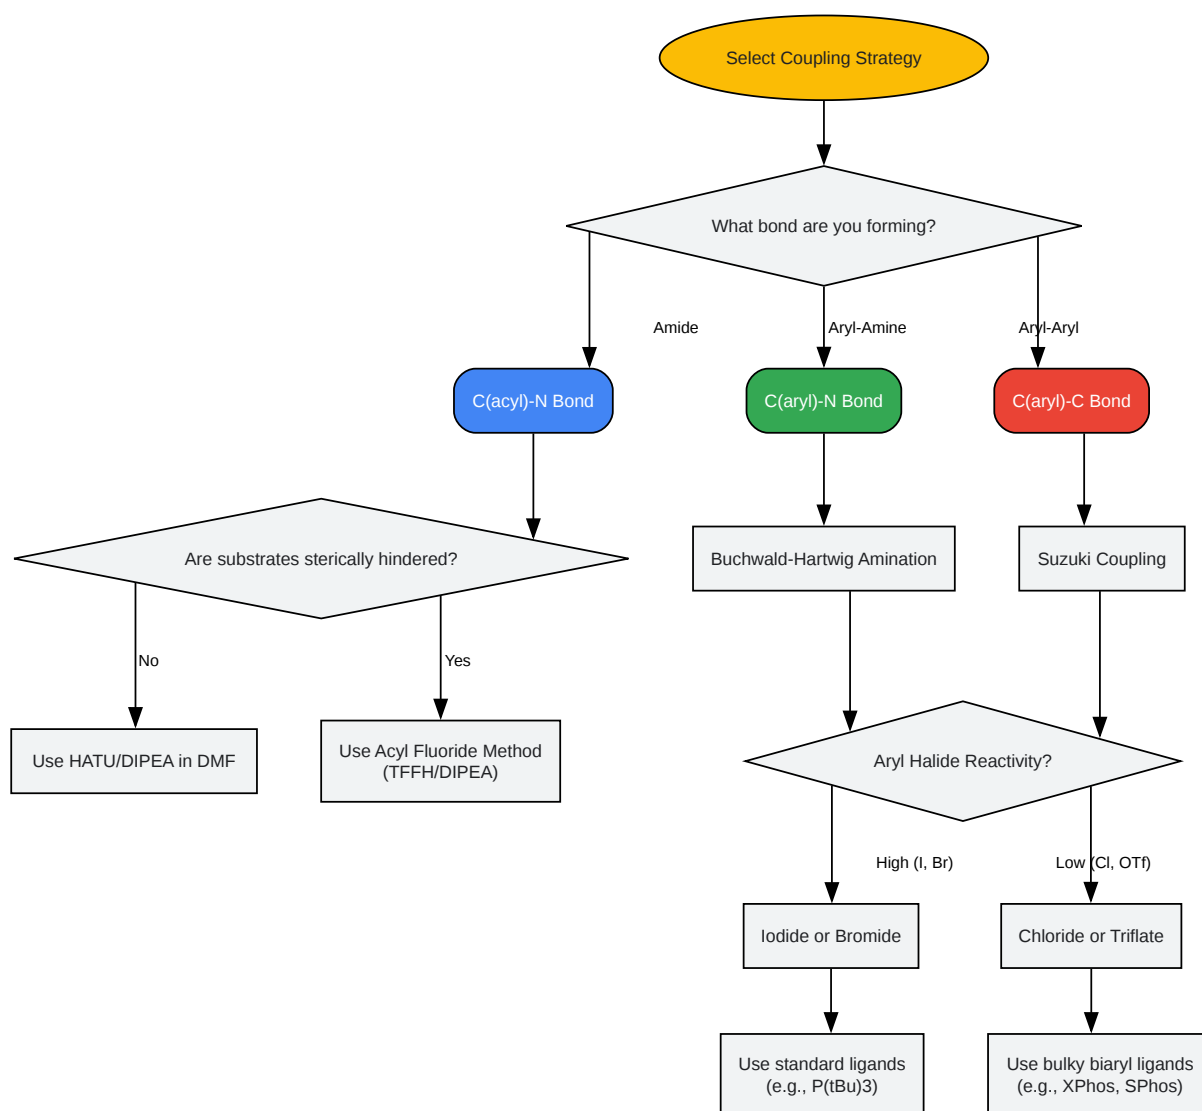 Select Coupling Strategy
What bond are you forming?
Amide
Aryl-Amine
Aryl-Aryl
C(acyl)-N Bond
C(aryl)-N Bond
C(aryl)-C Bond
Are substrates sterically hindered?
Buchwald-Hartwig Amination
Suzuki Coupling
No
Yes
Use HATU/DIPEA in DMF
Use Acyl Fluoride Method
(TFFH/DIPEA)
Aryl Halide Reactivity?
High (I, Br)
Low (Cl, OTf)
Iodide or Bromide
Chloride or Triflate
Use standard ligands
(e.g., P(tBu)3)
Use bulky biaryl ligands
(e.g., XPhos, SPhos)